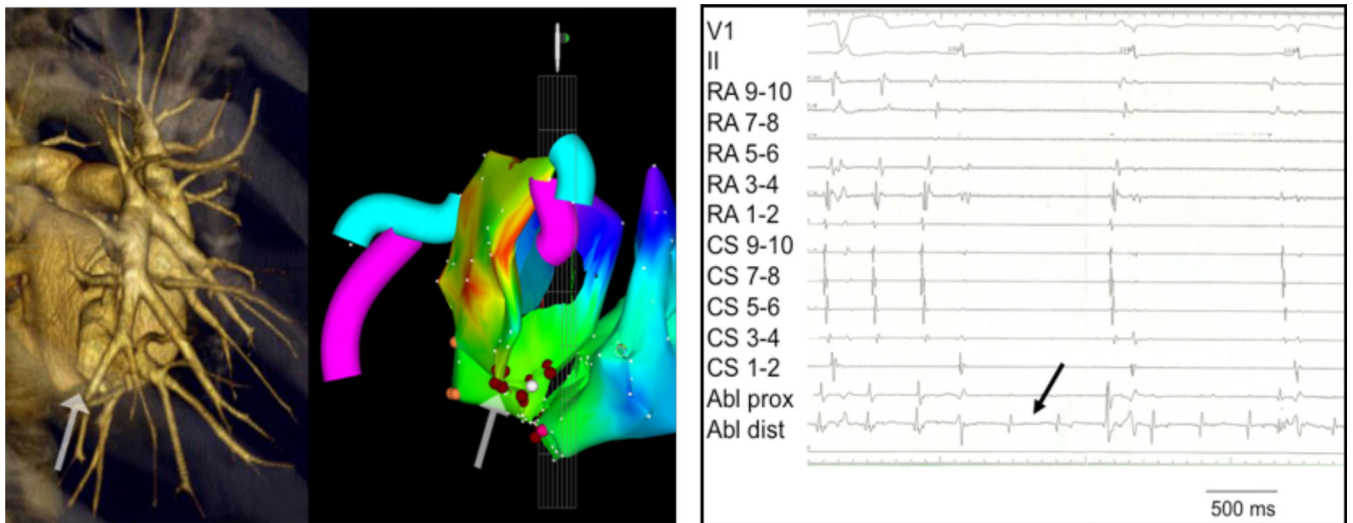 V1
II
RA 9-10
RA 7-8
RA 5-6
RA 3-4
RA 1-2
CS 9-10
CS 7-8
CS 5-6
CS 3-4
CS 1-2
Abl prox
Abl dist
500 ms